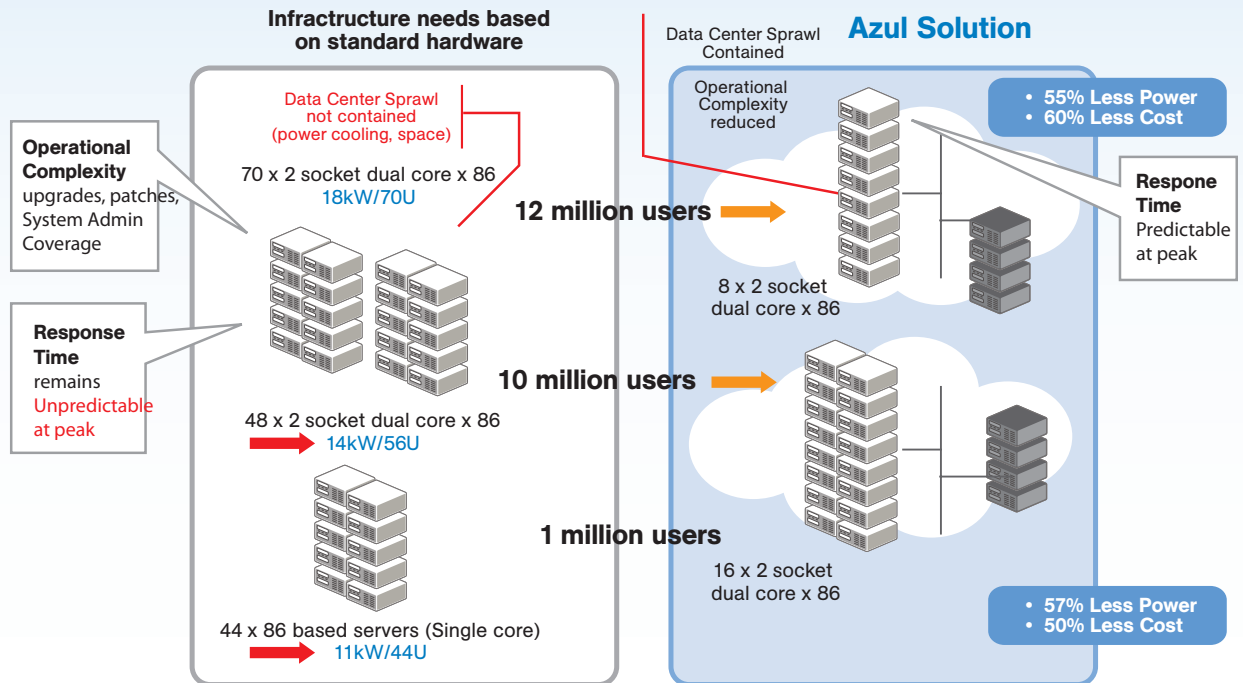 Infractructure needs based
on standard hardware
Data Center Sprawl
not contained
(power cooling, space)
Operational
Complexity
upgrades, patches,
System Admin
Coverage
70 x 2 socket dual core x 86
18kW/70U
Response
Time
remains
Unpredictable
at peak
48 x 2 socket dual core x 86
14kW/56U
44 x 86 based servers (Single core)
11kW/44U
12 million users
10 million users
1 million users
Data Center Sprawl
Contained
Azul Solution
Operational
Complexity
reduced
• 55% Less Power
• 60% Less Cost
Respone
Time
Predictable
at peak
8 x 2 socket
dual core x 86
16 x 2 socket
dual core x 86
• 57% Less Power
• 50% Less Cost